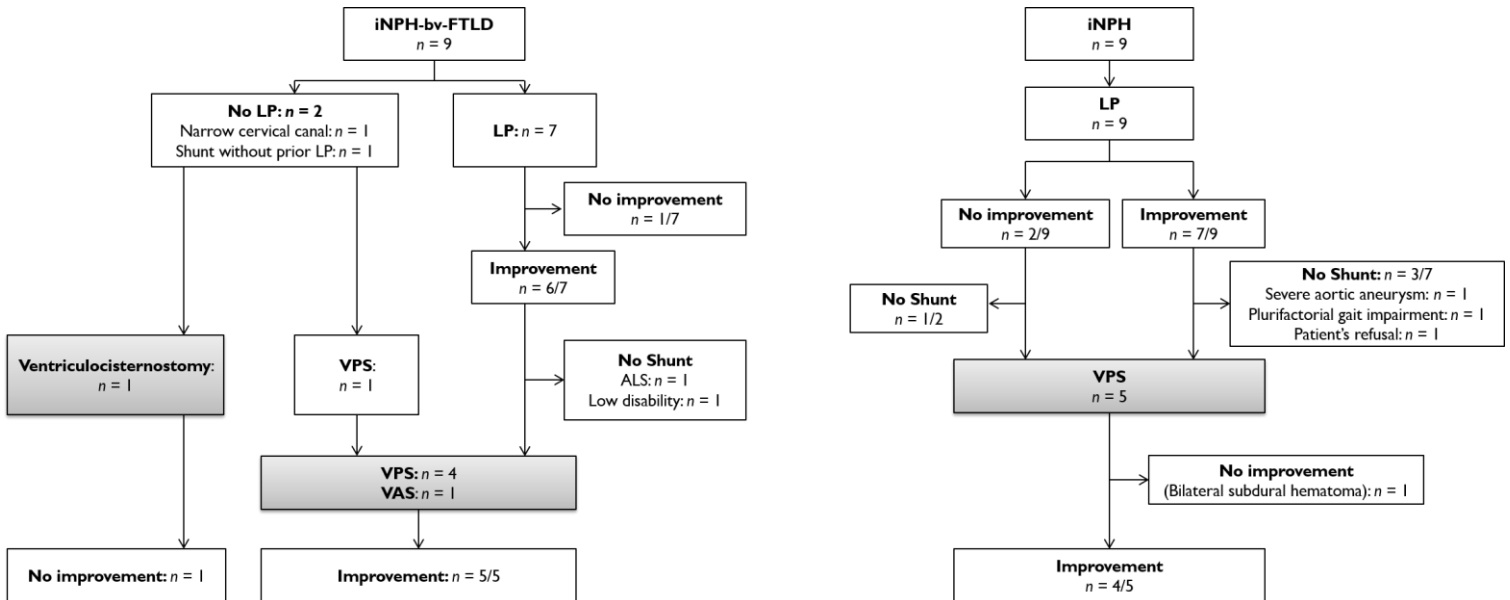 iNPH-bv-FTLD
n = 9
No LP: n = 2
Narrow cervical canal: n = 1
Shunt without prior LP: n = 1
LP: n = 7
No improvement
n = 1/7
Improvement
n = 6/7
Ventriculocisternostomy:
n = 1
VPS:
n = 1
No Shunt
ALS: n = 1
Low disability: n = 1
VPS: n = 4
VAS: n = 1
No improvement: n = 1
Improvement: n = 5/5
iNPH
n = 9
LP
n = 9
No improvement
n = 2/9
Improvement
n = 7/9
No Shunt
n = 1/2
No Shunt: n = 3/7
Severe aortic aneurysm: n = 1
Plurifactorial gait impairment: n = 1
Patient's refusal: n = 1
VPS
n = 5
No improvement
(Bilateral subdural hematoma): n = 1
Improvement
n = 4/5